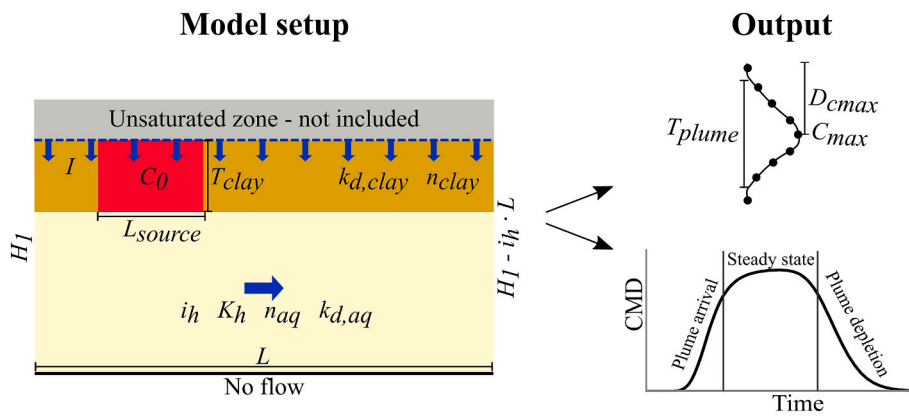 Model setup
Unsaturated zone - not included
I
C0
Tclay
kd,clay
nclay
Lsource
H1
H1 - ih · L
ih Kh naq kd,aq
L
No flow
Output
Tplume
Dcmax
Cmax
CMD
Plume arrival
Steady state
Plume depletion
Time